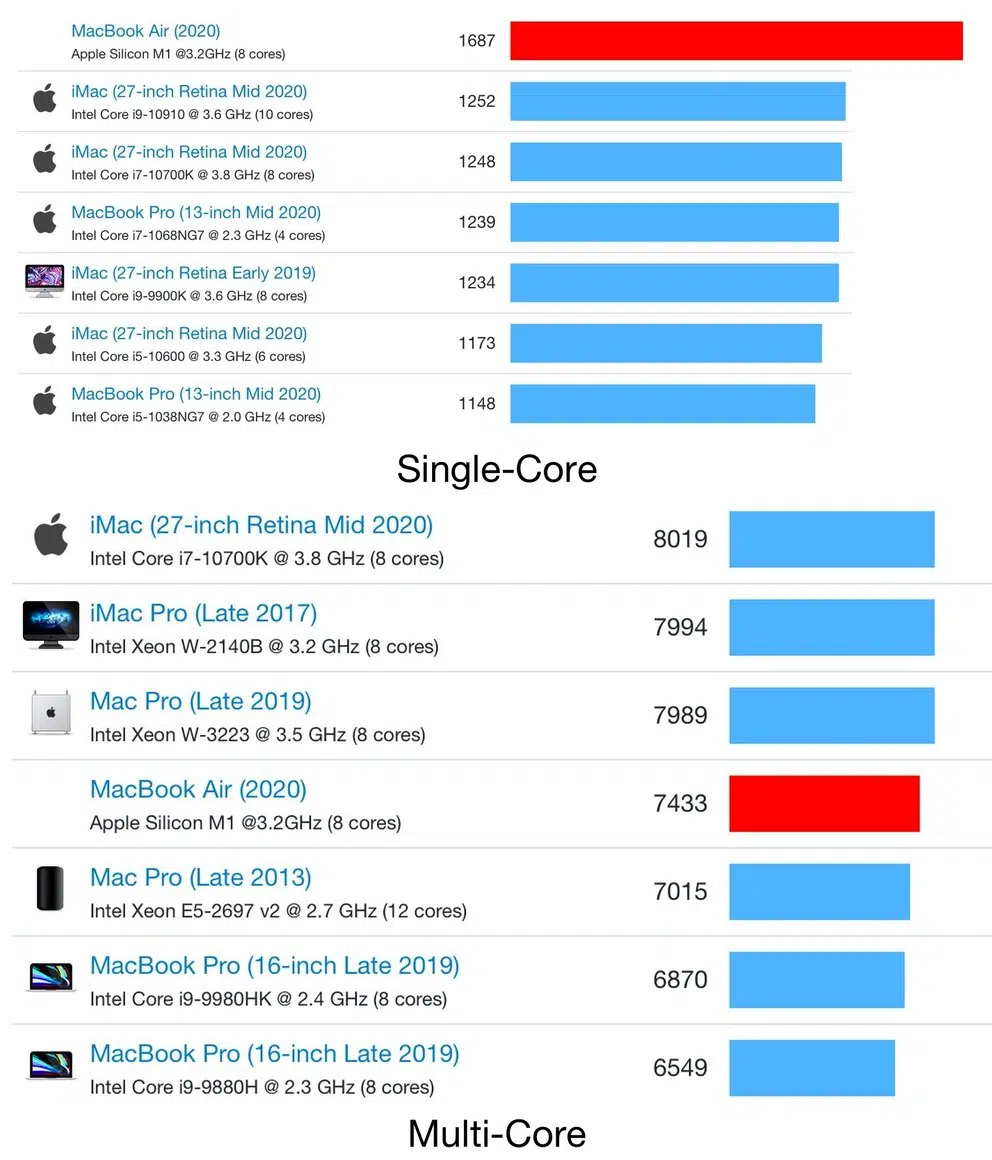 MacBook Air (2020)
Apple Silicon M1 @3.2GHz (8 cores)
1687
iMac (27-inch Retina Mid 2020)
Intel Core i9-10910 @ 3.6 GHz (10 cores)
1252
iMac (27-inch Retina Mid 2020)
Intel Core i7-10700K @ 3.8 GHz (8 cores)
1248
MacBook Pro (13-inch Mid 2020)
Intel Core i7-1068NG7 @ 2.3 GHz (4 cores)
1239
iMac (27-inch Retina Early 2019)
Intel Core i9-9900K @ 3.6 GHz (8 cores)
1234
iMac (27-inch Retina Mid 2020)
Intel Core i5-10600 @ 3.3 GHz (6 cores)
1173
MacBook Pro (13-inch Mid 2020)
Intel Core i5-1038NG7 @ 2.0 GHz (4 cores)
1148
Single-Core
iMac (27-inch Retina Mid 2020)
Intel Core i7-10700K @ 3.8 GHz (8 cores)
8019
iMac Pro (Late 2017)
Intel Xeon W-2140B @ 3.2 GHz (8 cores)
7994
Mac Pro (Late 2019)
Intel Xeon W-3223 @ 3.5 GHz (8 cores)
7989
MacBook Air (2020)
Apple Silicon M1 @3.2GHz (8 cores)
7433
Mac Pro (Late 2013)
Intel Xeon E5-2697 v2 @ 2.7 GHz (12 cores)
7015
MacBook Pro (16-inch Late 2019)
Intel Core i9-9980HK @ 2.4 GHz (8 cores)
6870
MacBook Pro (16-inch Late 2019)
Intel Core i9-9880H @ 2.3 GHz (8 cores)
6549
Multi-Core